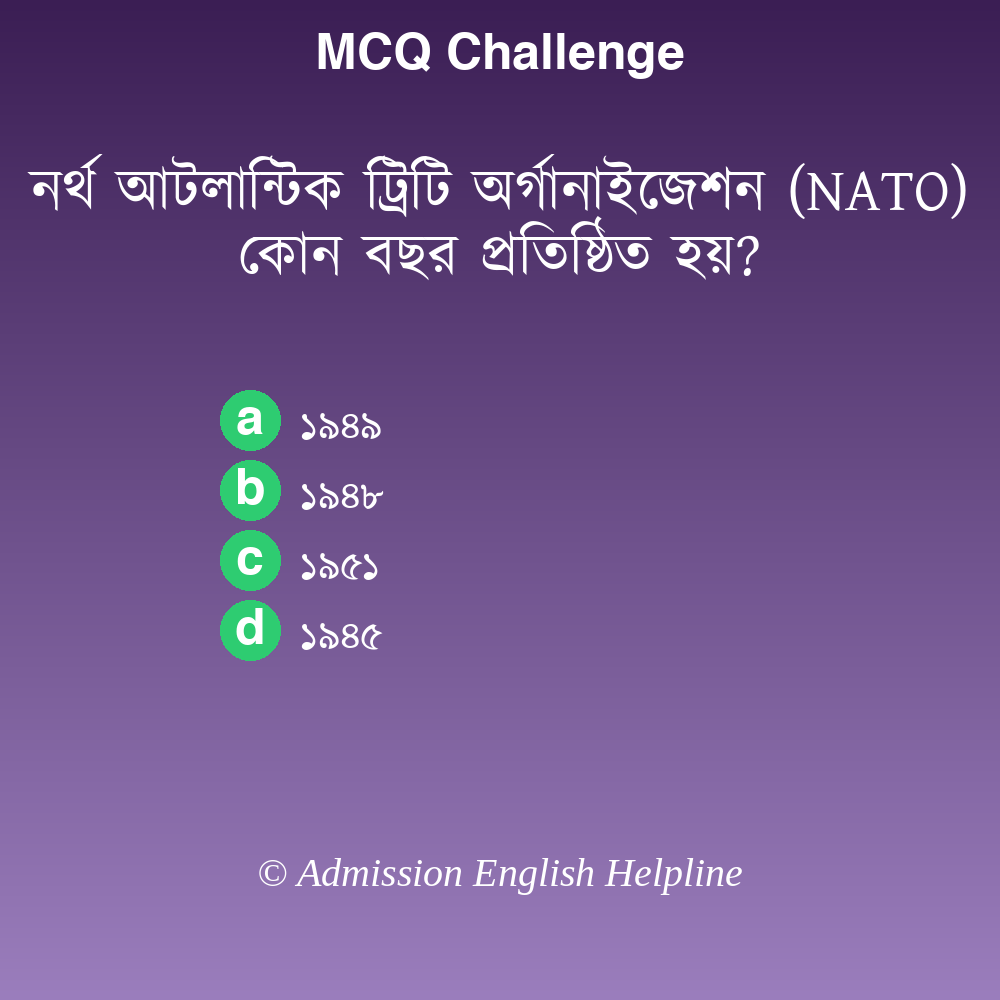 MCQ Challenge
নর্থ আটলান্টিক ট্রিটি অর্গানাইজেশন (NATO)
কোন বছর প্রতিষ্ঠিত হয়?
a ১৯৪৯
b ১৯৪৮
c ১৯৫১
d ১৯৪৫
© Admission English Helpline